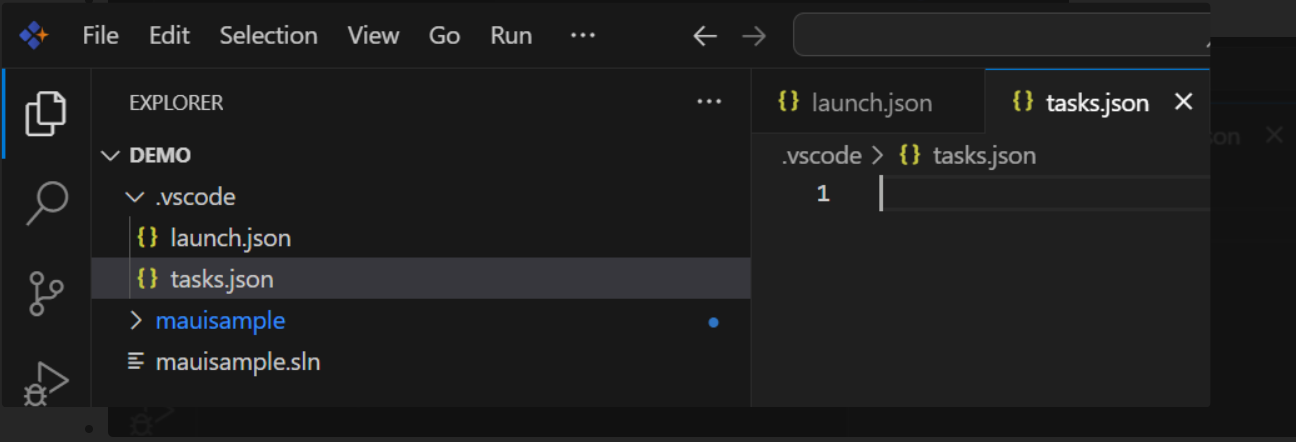 File Edit Selection View Go Run
EXPLORER
launch.json
tasks.json
DEMO
.vscode > {} tasks.json
.vscode
1
{} launch.json
{} tasks.json
mauisample
mauisample.sln